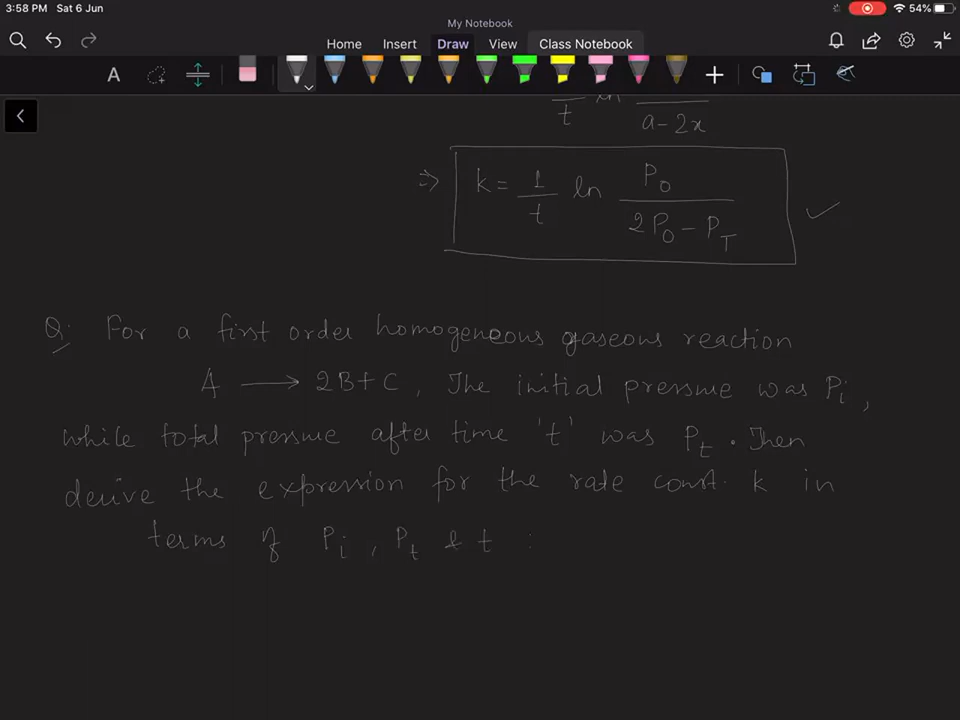 3:58 PM Sat 6 Jun 54%
My Notebook
Home Insert Draw View Class Notebook
A
t a-2x
⇒ k = 1/t ln P₀/(2P₀ - P_T) ✓
Q: For a first order homogeneous gaseous reaction
A → 2B+C, The initial pressure was Pᵢ,
while total pressure after time 't' was Pₜ. Then
derive the expression for the rate const. k in
terms of Pᵢ, Pₜ & t :